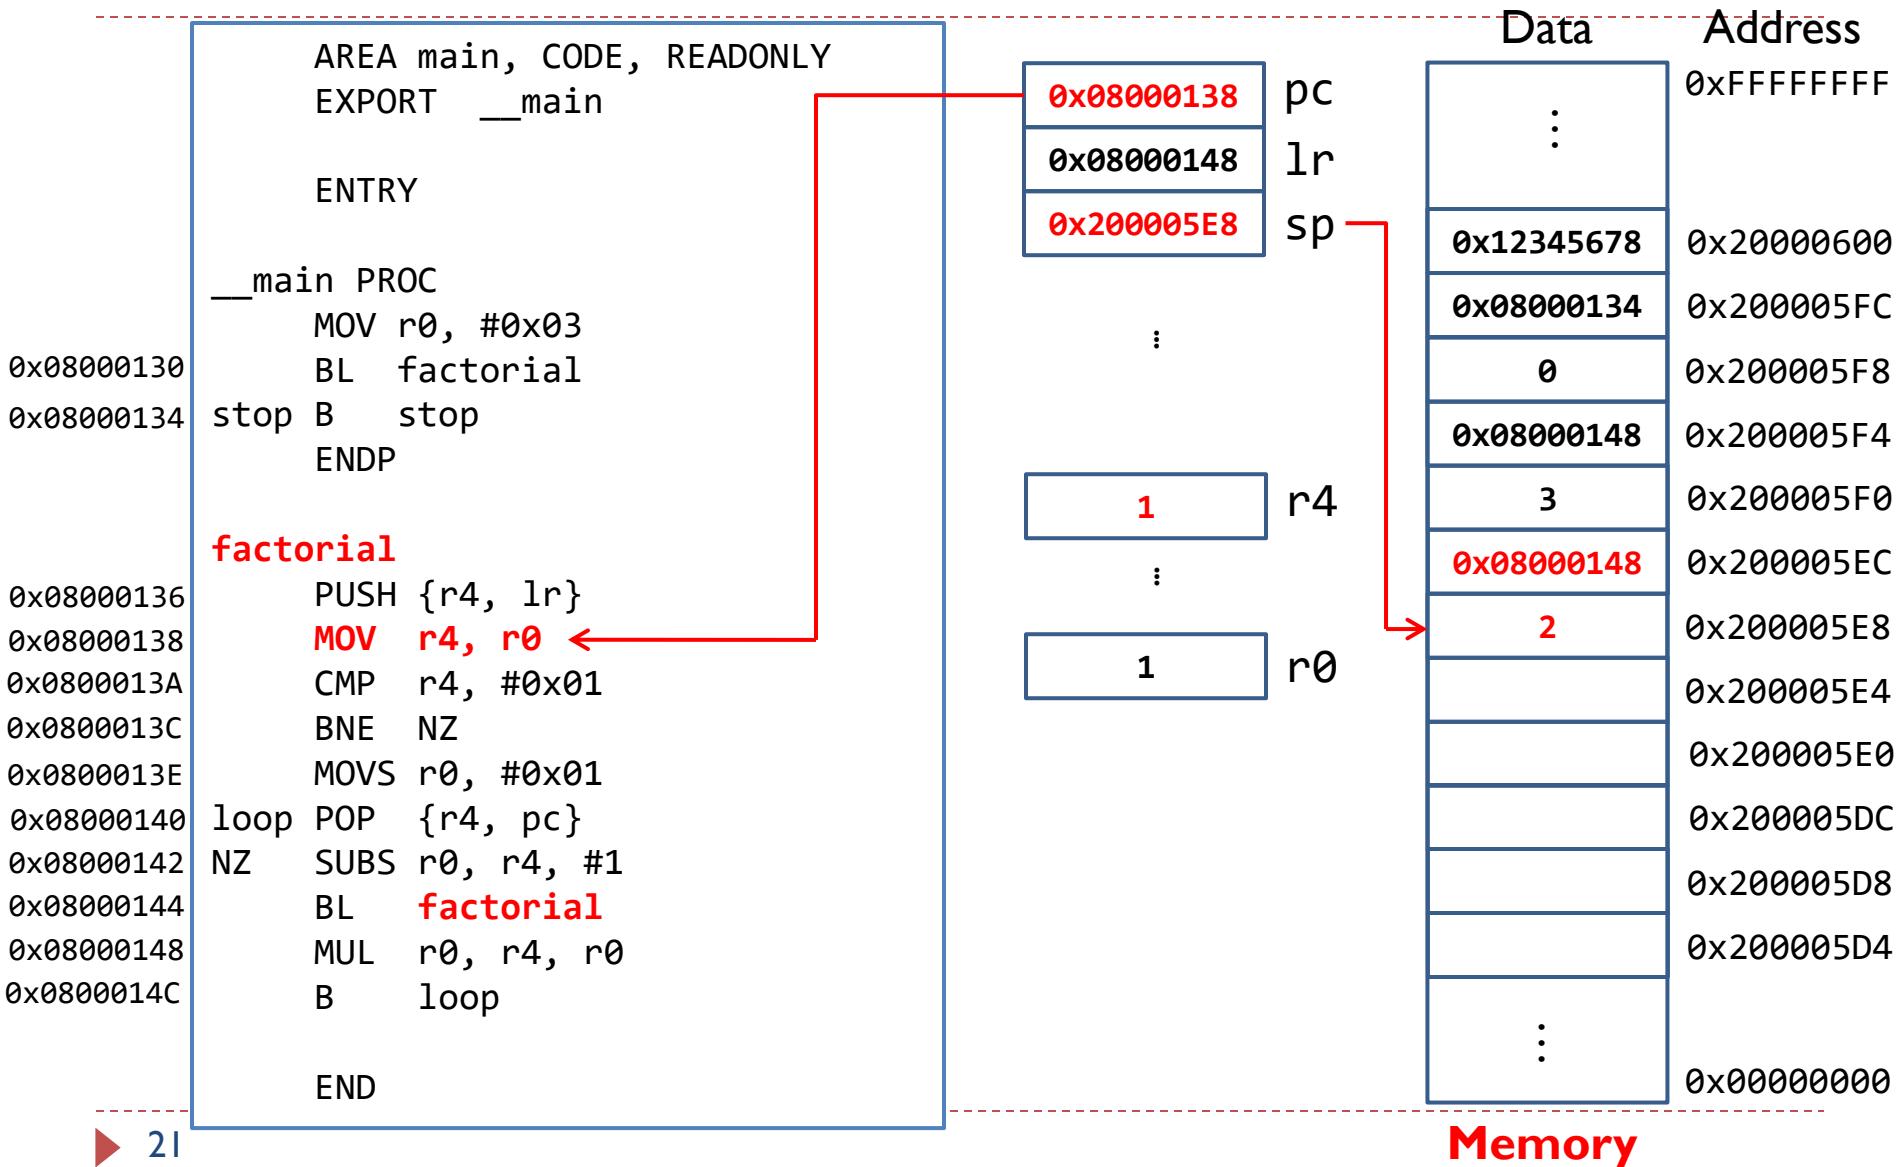 Data Address
AREA main, CODE, READONLY
EXPORT __main
ENTRY
__main PROC
MOV r0, #0x03
0x08000130 BL factorial
0x08000134 stop B stop
ENDP
factorial
0x08000136 PUSH {r4, lr}
0x08000138 MOV r4, r0
0x0800013A CMP r4, #0x01
0x0800013C BNE NZ
0x0800013E MOVS r0, #0x01
0x08000140 loop POP {r4, pc}
0x08000142 NZ SUBS r0, r4, #1
0x08000144 BL factorial
0x08000148 MUL r0, r4, r0
0x0800014C B loop
END
0x08000138 pc
0x08000148 lr
0x200005E8 sp
⋮
1 r4
⋮
1 r0
0xFFFFFFFF
⋮
0x12345678 0x20000600
0x08000134 0x200005FC
0 0x200005F8
0x08000148 0x200005F4
3 0x200005F0
0x08000148 0x200005EC
2 0x200005E8
0x200005E4
0x200005E0
0x200005DC
0x200005D8
0x200005D4
⋮
0x00000000
Memory
21